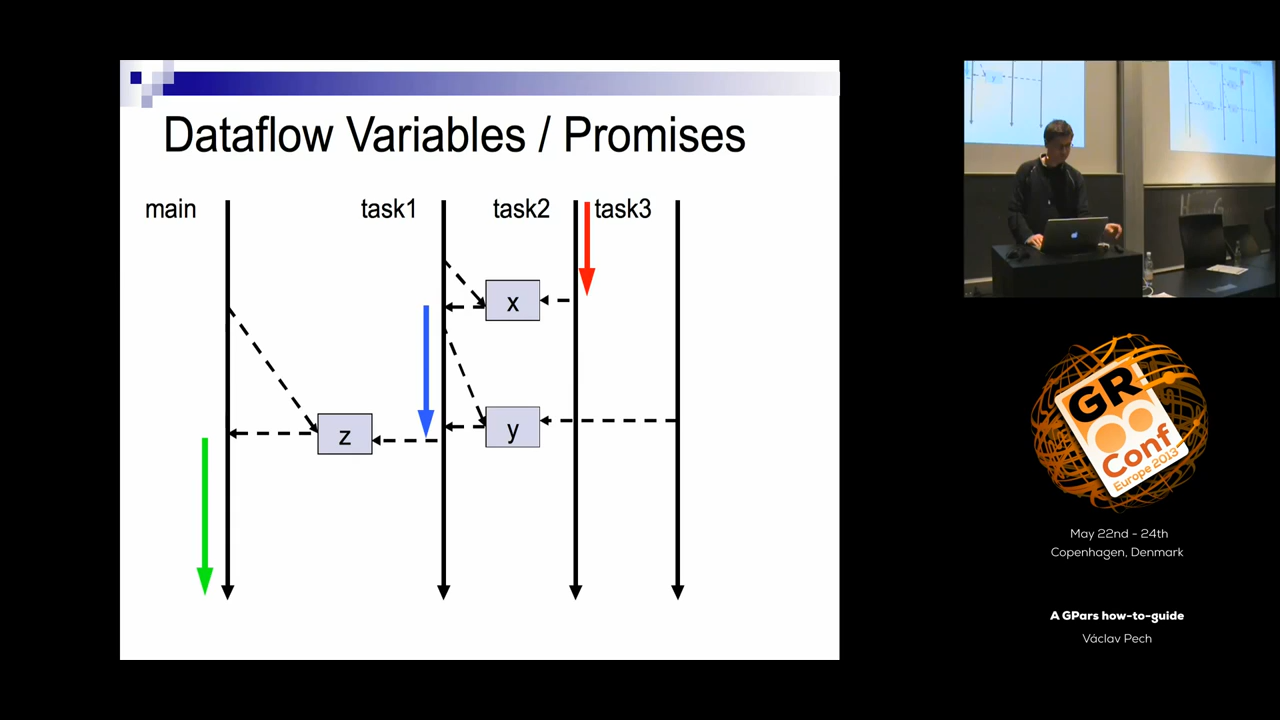 Dataflow Variables / Promises
main
task1
task2
task3
x
z
y
GR8
Conf
Europe 2013
May 22nd - 24th
Copenhagen, Denmark
A GPars how-to-guide
Václav Pech